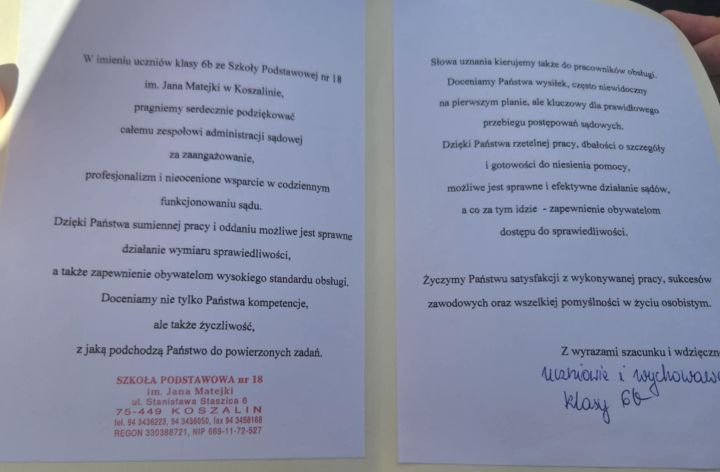 W imieniu uczniów klasy 6b ze Szkoły Podstawowej nr 18
im. Jana Matejki w Koszalinie,
pragniemy serdecznie podziękować
całemu zespołowi administracji sądowej
za zaangażowanie,
profesjonalizm i nieocenione wsparcie w codziennym
funkcjonowaniu sądu.
Dzięki Państwa sumiennej pracy i oddaniu możliwe jest sprawne
działanie wymiaru sprawiedliwości,
a także zapewnienie obywatelom wysokiego standardu obsługi.
Doceniamy nie tylko Państwa kompetencje,
ale także życzliwość,
z jaką podchodzą Państwo do powierzonych zadań.
SZKOŁA PODSTAWOWA nr 18
im. Jana Matejki
ul. Stanisława Staszica 6
75-449 KOSZALIN
tel. 94 3436223, 94 3436050, fax 94 3458168
REGON 330388721, NIP 669-11-72-527
Słowa uznania kierujemy także do pracowników obsługi.
Doceniamy Państwa wysiłek, często niewidoczny
na pierwszym planie, ale kluczowy dla prawidłowego
przebiegu postępowań sądowych.
Dzięki Państwa rzetelnej pracy, dbałości o szczegóły
i gotowości do niesienia pomocy,
możliwe jest sprawne i efektywne działanie sądów,
a co za tym idzie - zapewnienie obywatelom
dostępu do sprawiedliwości.
Życzymy Państwu satysfakcji z wykonywanej pracy, sukcesów
zawodowych oraz wszelkiej pomyślności w życiu osobistym.
Z wyrazami szacunku i wdzięczn
uczniowie i wychowawc
klasy 6b